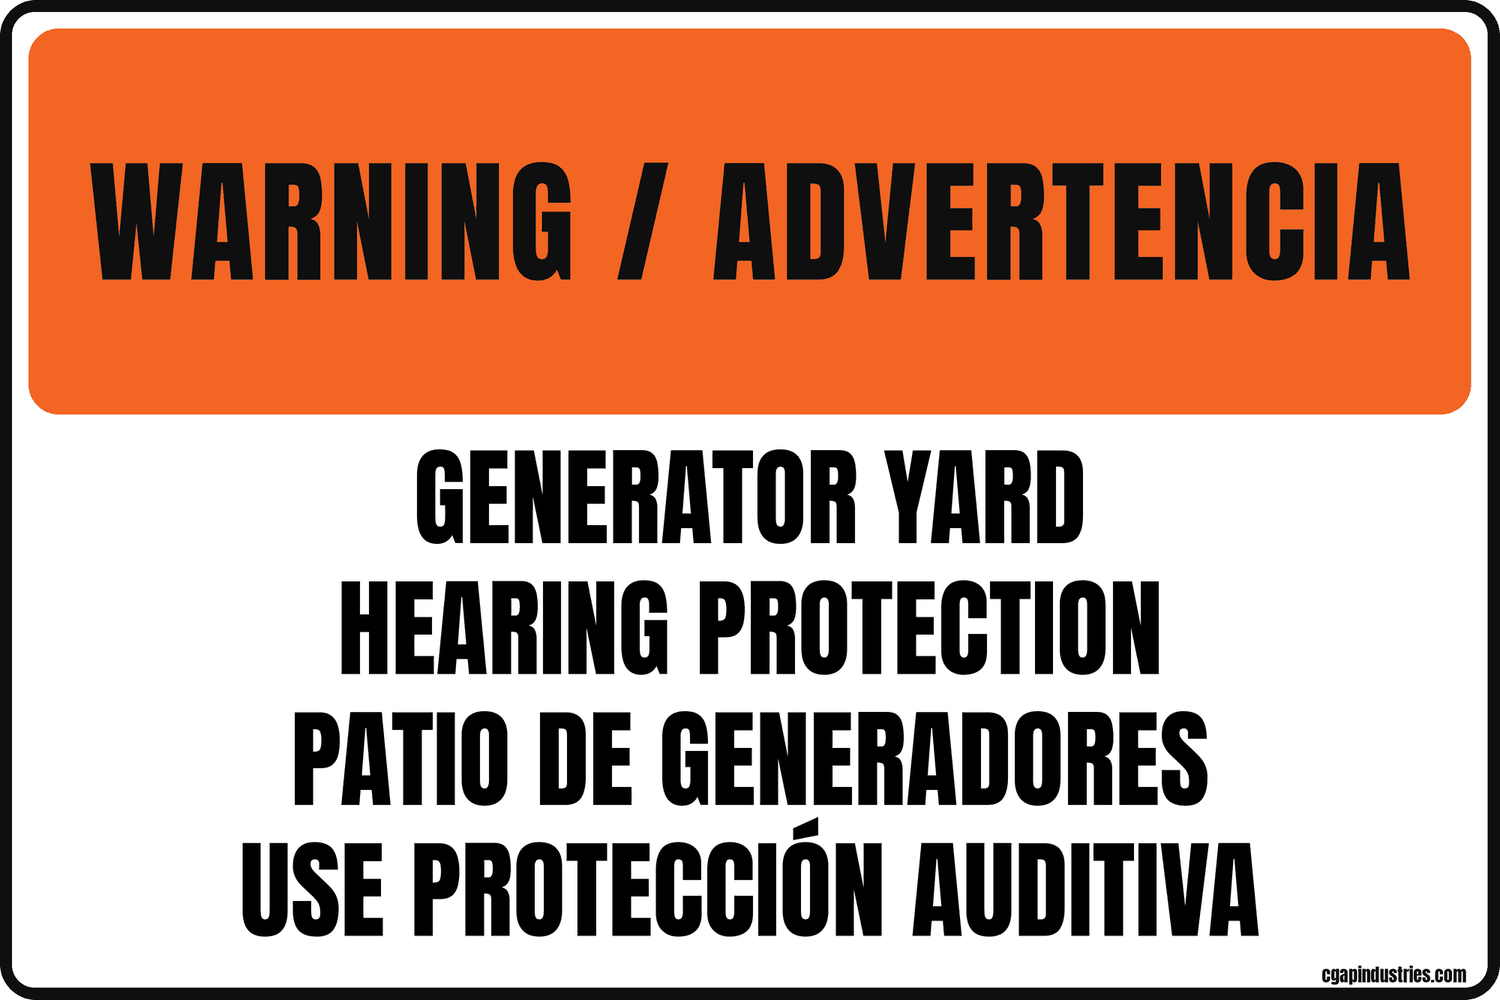 WARNING / ADVERTENCIA
GENERATOR YARD
HEARING PROTECTION
PATIO DE GENERADORES
USE PROTECCIÓN AUDITIVA
cgapindustries.com